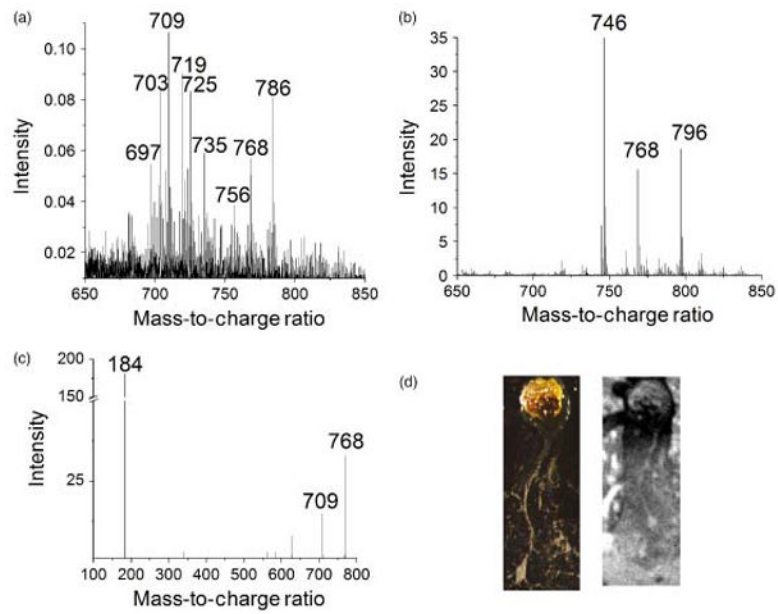 (a)
709
719
703
725
786
697
735
768
756
0.10
0.08
0.06
0.04
0.02
Intensity
650 700 750 800 850
Mass-to-charge ratio
(b)
746
768
796
35
30
25
20
15
10
5
0
Intensity
650 700 750 800 850
Mass-to-charge ratio
(c)
184
768
709
200
150
25
Intensity
100 200 300 400 500 600 700 800
Mass-to-charge ratio
(d)